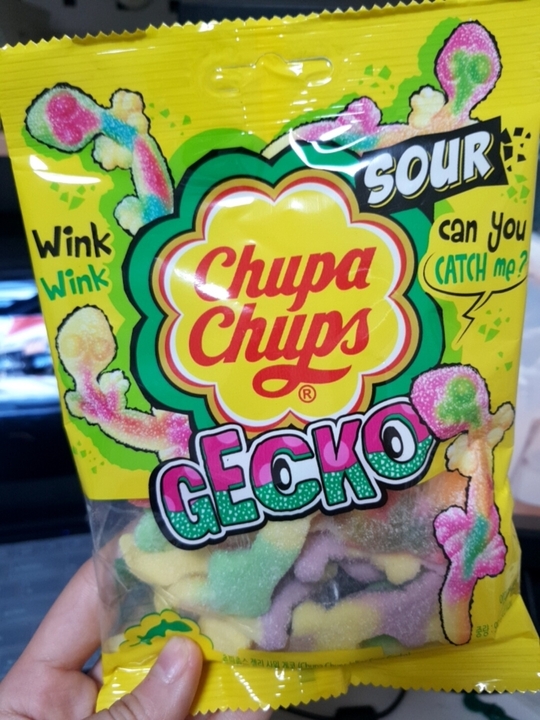 SOUR
Wink
Wink
can you
CATCH me?
Chupa
Chups
®
GECKO